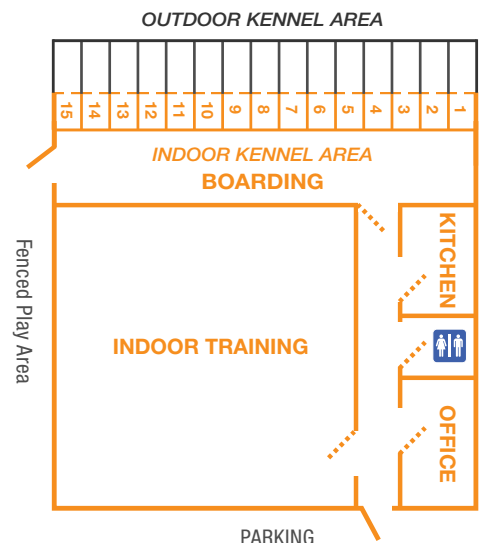 OUTDOOR KENNEL AREA
15 14 13 12 11 10 9 8 7 6 5 4 3 2 1
INDOOR KENNEL AREA
BOARDING
KITCHEN
Fenced Play Area
INDOOR TRAINING
OFFICE
PARKING